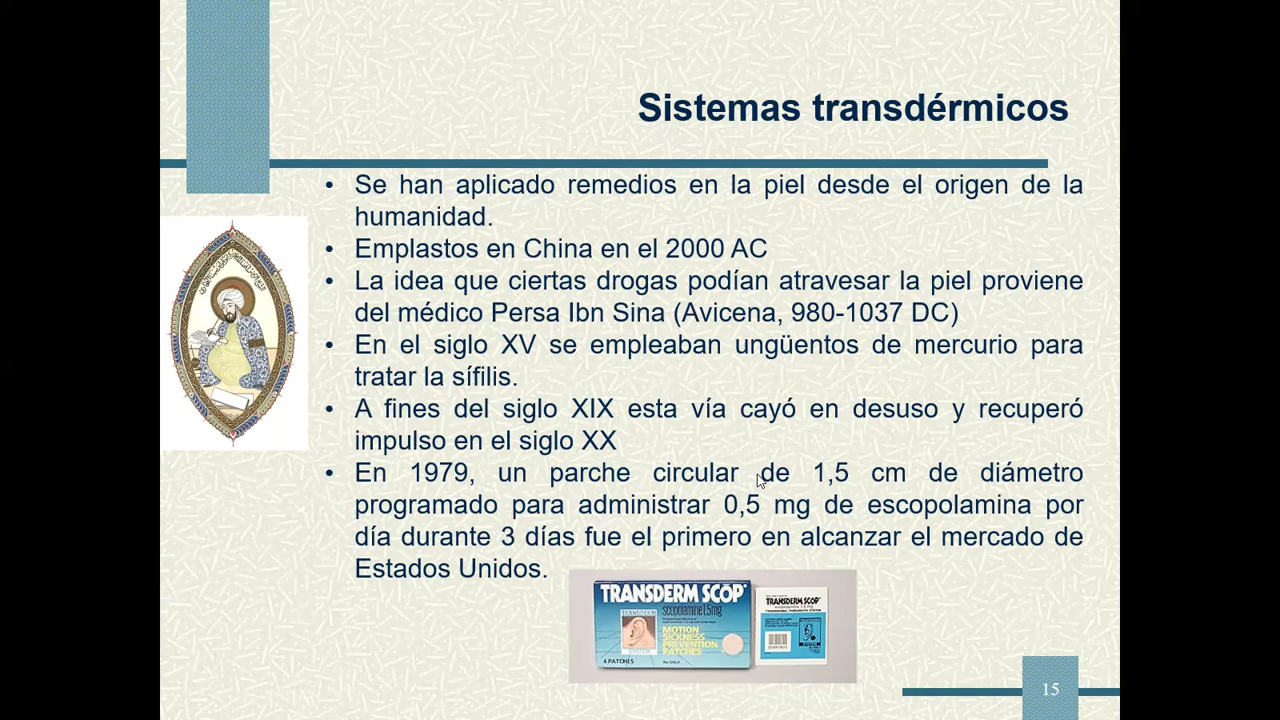 Sistemas transdérmicos
• Se han aplicado remedios en la piel desde el origen de la
humanidad.
• Emplastos en China en el 2000 AC
• La idea que ciertas drogas podían atravesar la piel proviene
del médico Persa Ibn Sina (Avicena, 980-1037 DC)
• En el siglo XV se empleaban ungüentos de mercurio para
tratar la sífilis.
• A fines del siglo XIX esta vía cayó en desuso y recuperó
impulso en el siglo XX
• En 1979, un parche circular de 1,5 cm de diámetro
programado para administrar 0,5 mg de escopolamina por
día durante 3 días fue el primero en alcanzar el mercado de
Estados Unidos.
TRANSDERM SCOP
scopolamine 1.5mg
TRANSDERM
SYSTEM
MOTION
SICKNESS
PREVENTION
PATCHES
4 PATCHES
TRANSDERM SCOP
15